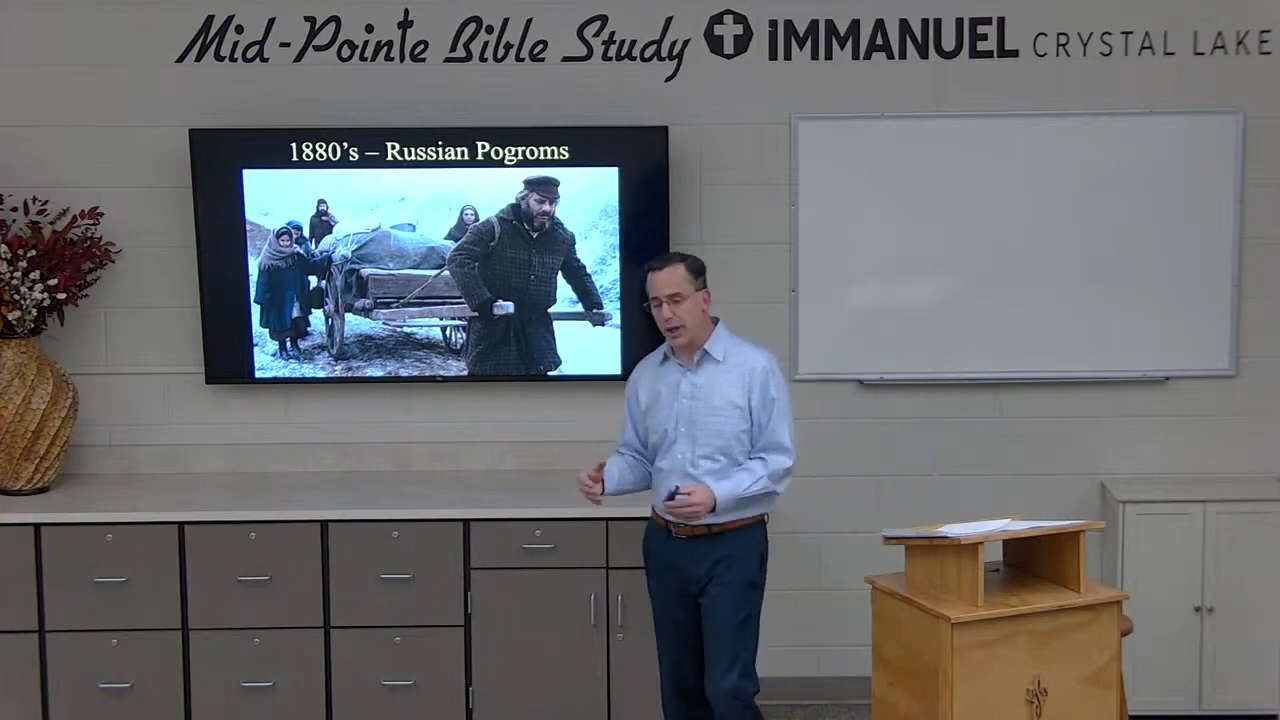 Mid-Pointe Bible Study iMMANUEL CRYSTAL LAKE
1880's – Russian Pogroms